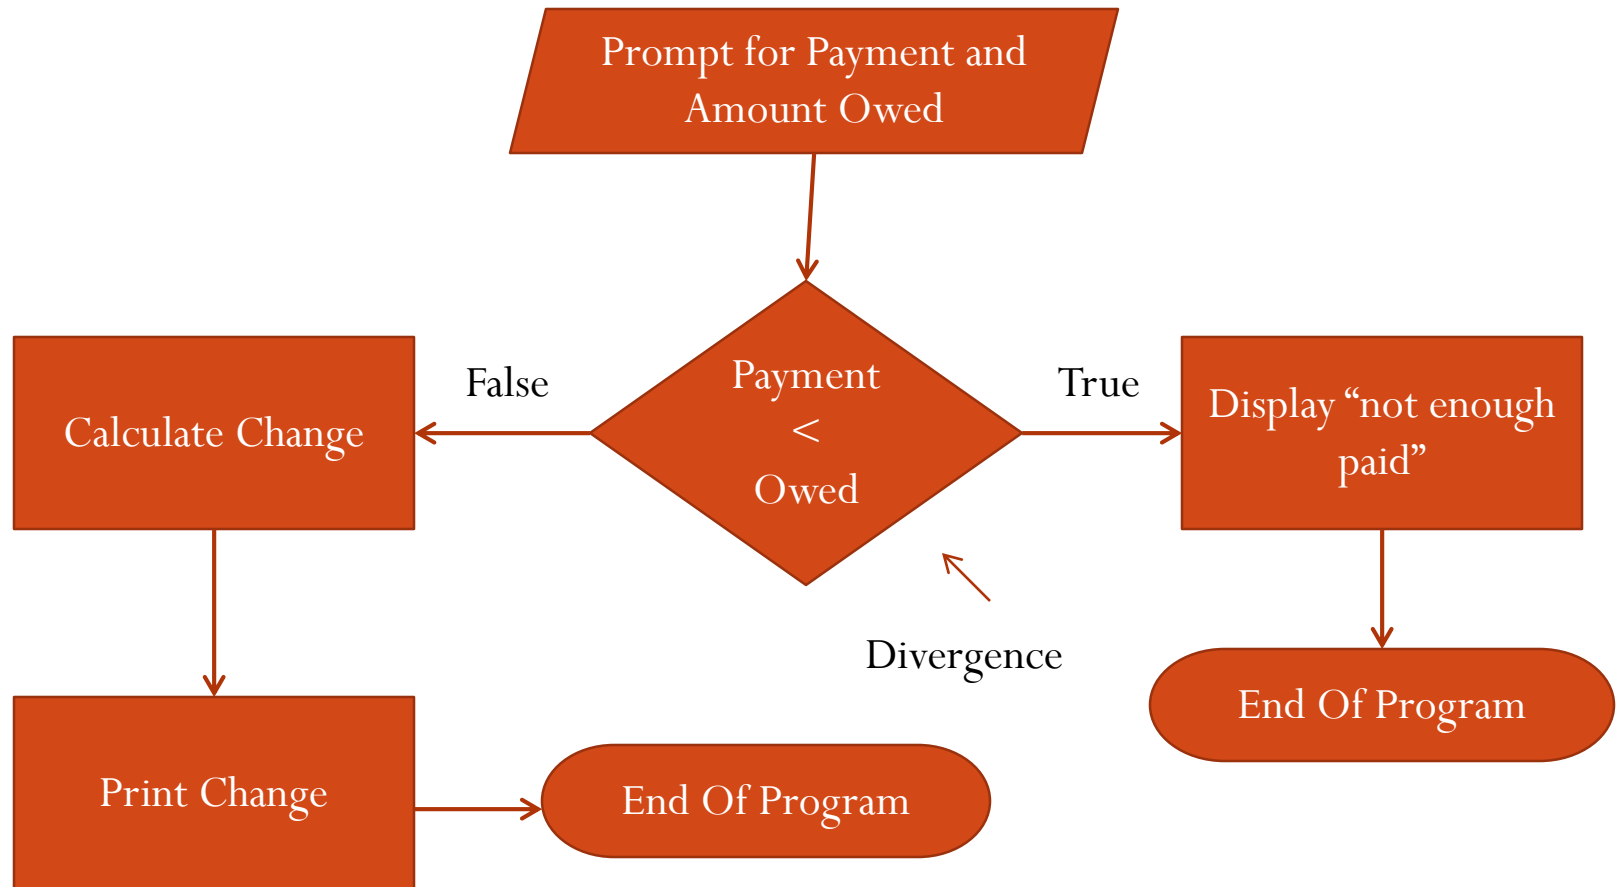 Prompt for Payment and
Amount Owed
False
Payment
<
Owed
True
Calculate Change
Display “not enough
paid”
Divergence
End Of Program
Print Change
End Of Program